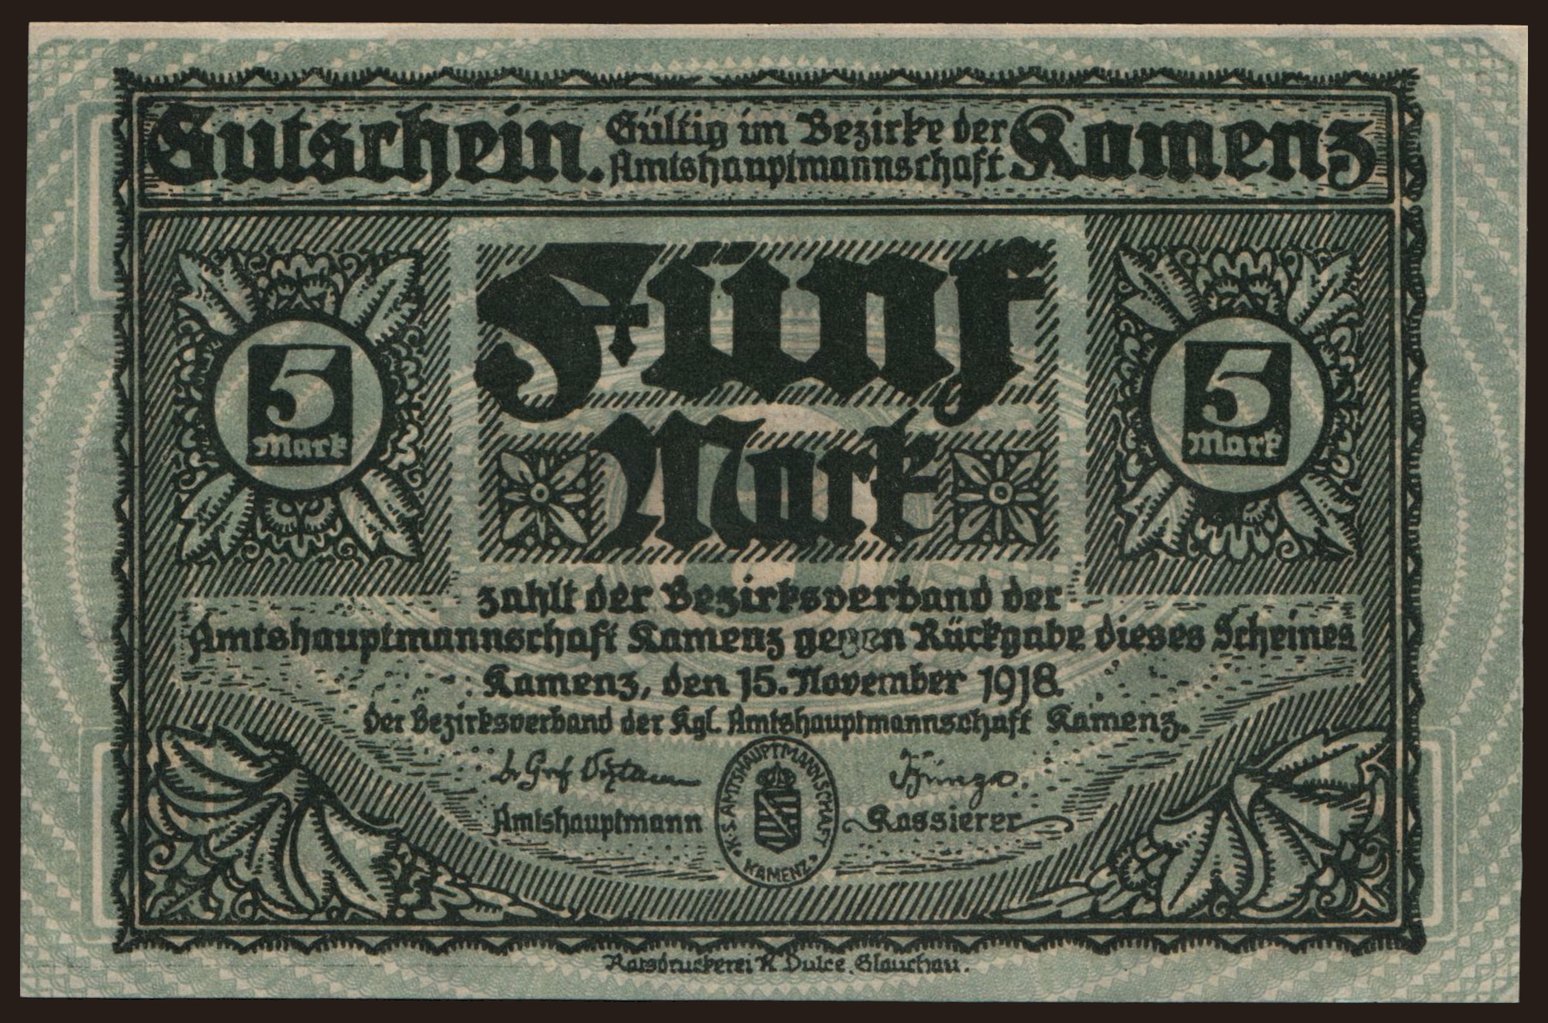 Gutschein. Gültig im Bezirke der Amtshauptmannschaft Kamenz
5 Mark
Fünf Mark
5 Mark
zahlt der Bezirksverband der
Amtshauptmannschaft Kamenz gegen Rückgabe dieses Scheines
Kamenz, den 15. November 1918.
Der Bezirksverband der Kgl. Amtshauptmannschaft Kamenz.
Amtshauptmann
K. S. AMTSHAUPTMANNSCHAFT * KAMENZ *
Kassierer
Ratsdruckerei R. Dulce, Glauchau.